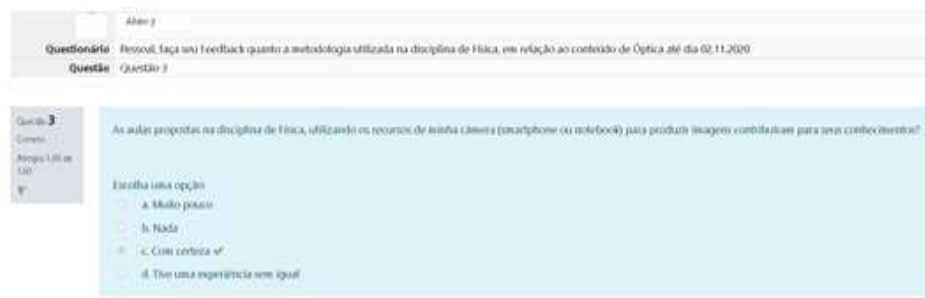 Aluno 3
Questionário Pessoal, faça seu Feedback quanto a metodologia utilizada na disciplina de Física, em relação ao conteúdo de Óptica até dia 02.11.2020
Questão Questão 3
Questão 3
Correto
Atingiu 1,00 de
1,00
As aulas propostas na disciplina de Física, utilizando os recursos de minha câmera (smartphone ou notebook) para produzir imagem contribuíram para seus conhecimentos?
Escolha uma opção
a. Muito pouco
b. Nada
c. Com certeza ✓
d. Tive uma experiência sem igual